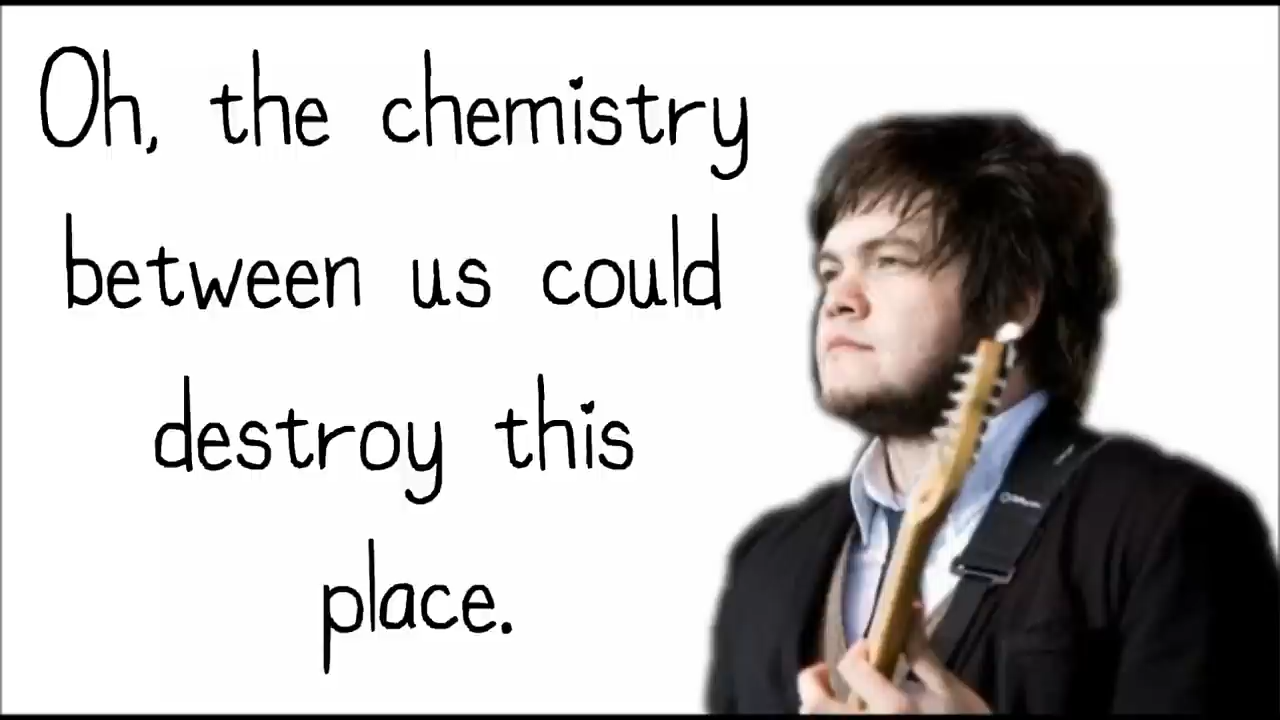 Oh, the chemistry
between us could
destroy this
place.